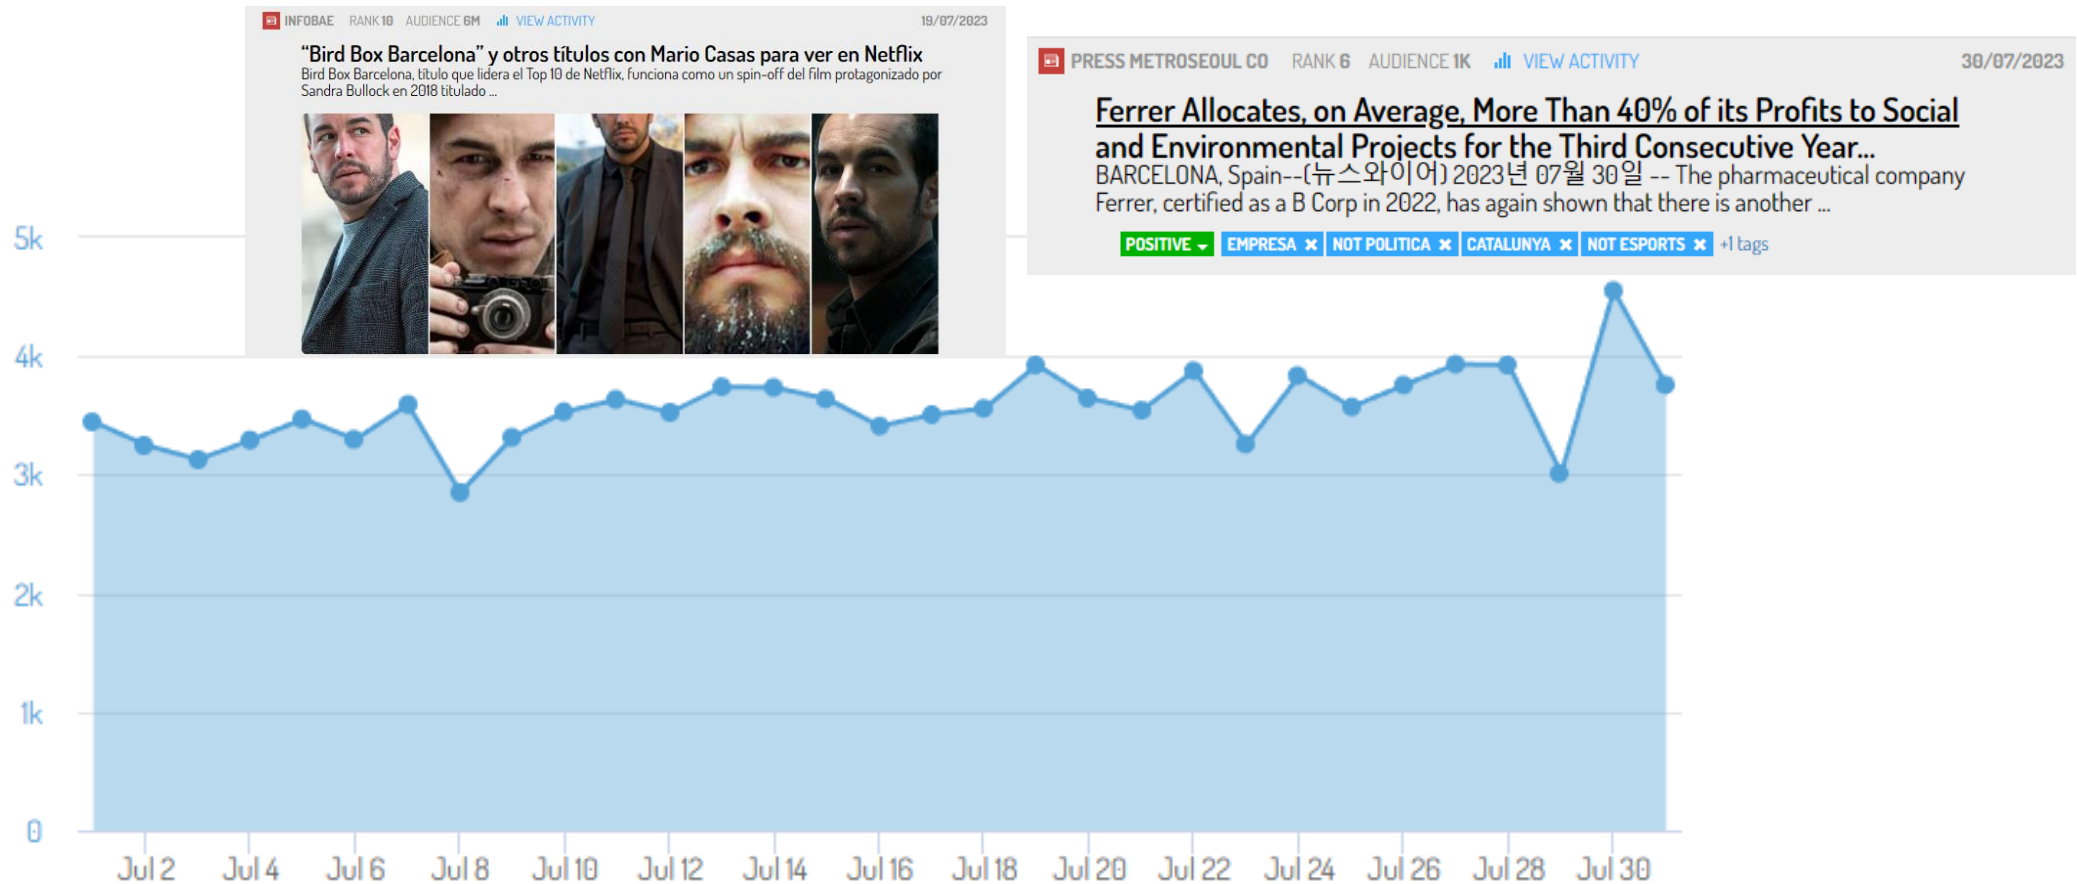 INFOBAE RANK 10 AUDIENCE 6M VIEW ACTIVITY 19/07/2023
“Bird Box Barcelona” y otros títulos con Mario Casas para ver en Netflix
Bird Box Barcelona, título que lidera el Top 10 de Netflix, funciona como un spin-off del film protagonizado por
Sandra Bullock en 2018 titulado ...
PRESS METROSEOUL CO RANK 6 AUDIENCE 1K VIEW ACTIVITY 30/07/2023
Ferrer Allocates, on Average, More Than 40% of its Profits to Social
and Environmental Projects for the Third Consecutive Year...
BARCELONA, Spain--(뉴스와이어) 2023년 07월 30일 -- The pharmaceutical company
Ferrer, certified as a B Corp in 2022, has again shown that there is another ...
POSITIVE EMPRESA × NOT POLITICA × CATALUNYA × NOT ESPORTS × +1 tags
5k
4k
3k
2k
1k
0
Jul 2 Jul 4 Jul 6 Jul 8 Jul 10 Jul 12 Jul 14 Jul 16 Jul 18 Jul 20 Jul 22 Jul 24 Jul 26 Jul 28 Jul 30